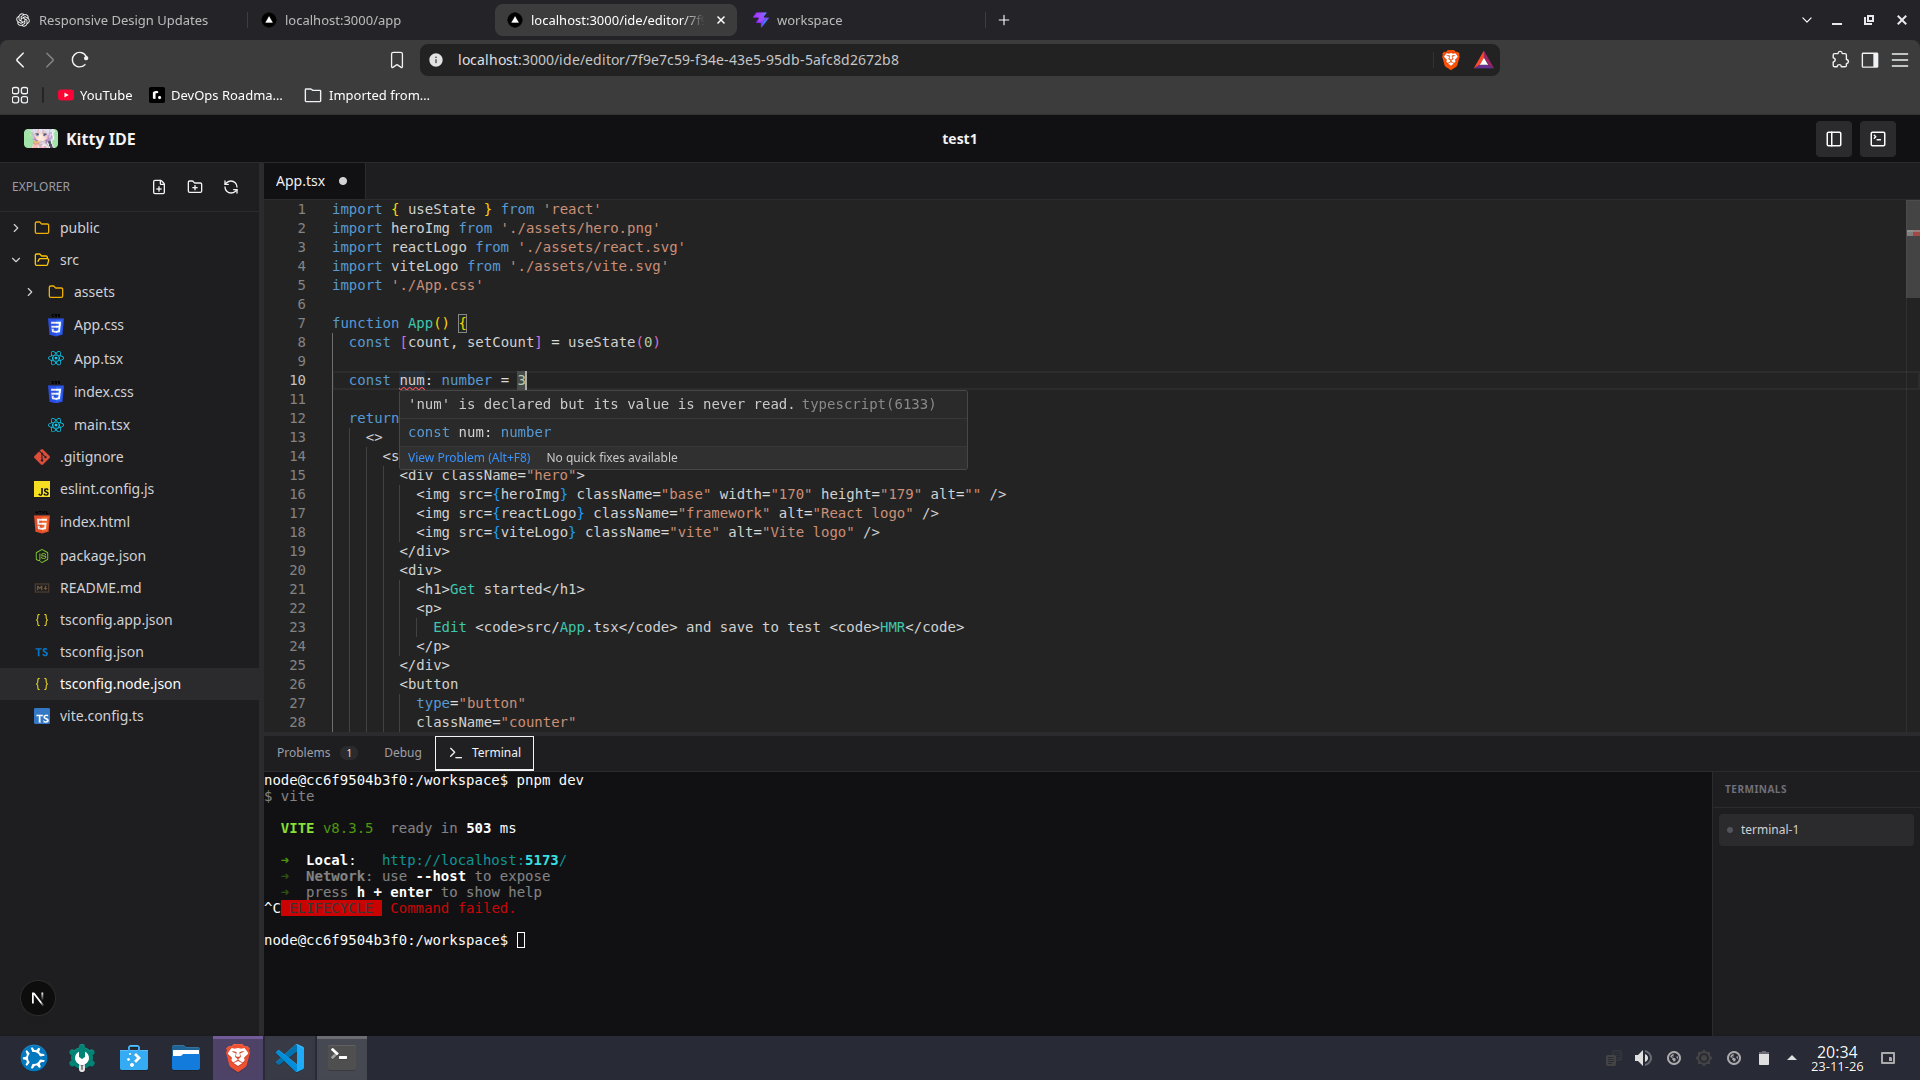 Responsive Design Updates
localhost:3000/app
localhost:3000/ide/editor/7f
workspace
localhost:3000/ide/editor/7f9e7c59-f34e-43e5-95db-5afc8d2672b8
YouTube
DevOps Roadma...
Imported from...
Kitty IDE
test1
EXPLORER
public
src
assets
App.css
App.tsx
index.css
main.tsx
.gitignore
JS eslint.config.js
index.html
package.json
README.md
{ } tsconfig.app.json
TS tsconfig.json
{ } tsconfig.node.json
TS vite.config.ts
N
App.tsx
1 import { useState } from 'react'
2 import heroImg from './assets/hero.png'
3 import reactLogo from './assets/react.svg'
4 import viteLogo from './assets/vite.svg'
5 import './App.css'
6
7 function App() {
8 const [count, setCount] = useState(0)
9
10 const num: number = 3
11
'num' is declared but its value is never read. typescript(6133)
12 return
const num: number
13 <>
14 <s
View Problem (Alt+F8) No quick fixes available
15 <div className="hero">
16 <img src={heroImg} className="base" width="170" height="179" alt="" />
17 <img src={reactLogo} className="framework" alt="React logo" />
18 <img src={viteLogo} className="vite" alt="Vite logo" />
19 </div>
20 <div>
21 <h1>Get started</h1>
22 <p>
23 Edit <code>src/App.tsx</code> and save to test <code>HMR</code>
24 </p>
25 </div>
26 <button
27 type="button"
28 className="counter"
Problems 1 Debug Terminal
node@cc6f9504b3f0:/workspace$ pnpm dev
$ vite
VITE v8.3.5 ready in 503 ms
➜ Local: http://localhost:5173/
➜ Network: use --host to expose
➜ press h + enter to show help
^C ELIFECYCLE Command failed.
node@cc6f9504b3f0:/workspace$
TERMINALS
terminal-1
20:34
23-11-26